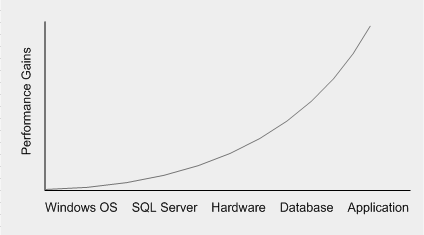 Performance Gains
Windows OS SQL Server Hardware Database Application